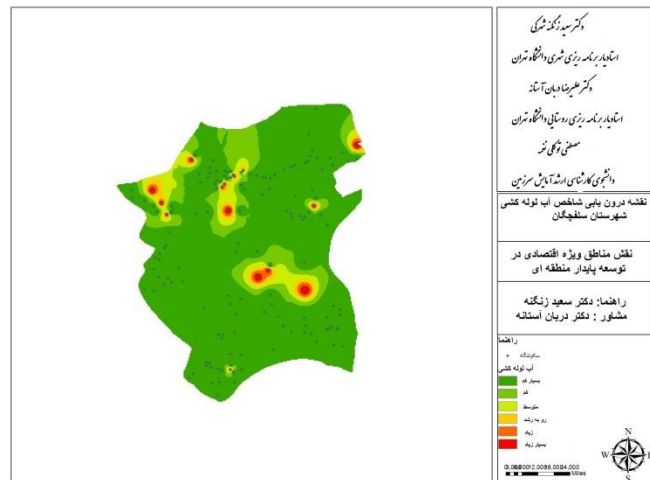 دکتر سعید زنگنه شهرکی
استادیار برنامه ریزی شهری دانشگاه تهران
دکتر علیرضا دربان آستانه
استادیار برنامه ریزی روستایی دانشگاه تهران
مصطفی توکلی نغمه
دانشجوی کارشناسی ارشد آمایش سرزمین
نقشه درون یابی شاخص آب لوله کشی
شهرستان سلفچگان
نقش مناطق ویژه اقتصادی در
توسعه پایدار منطقه ای
راهنما: دکتر سعید زنگنه
مشاور : دکتر دربان آستانه
راهنما
سکونتگاه
آب لوله کشی
بسیار کم
کم
متوسط
رو به رشد
زیاد
بسیار زیاد
N
W
E
S
Miles